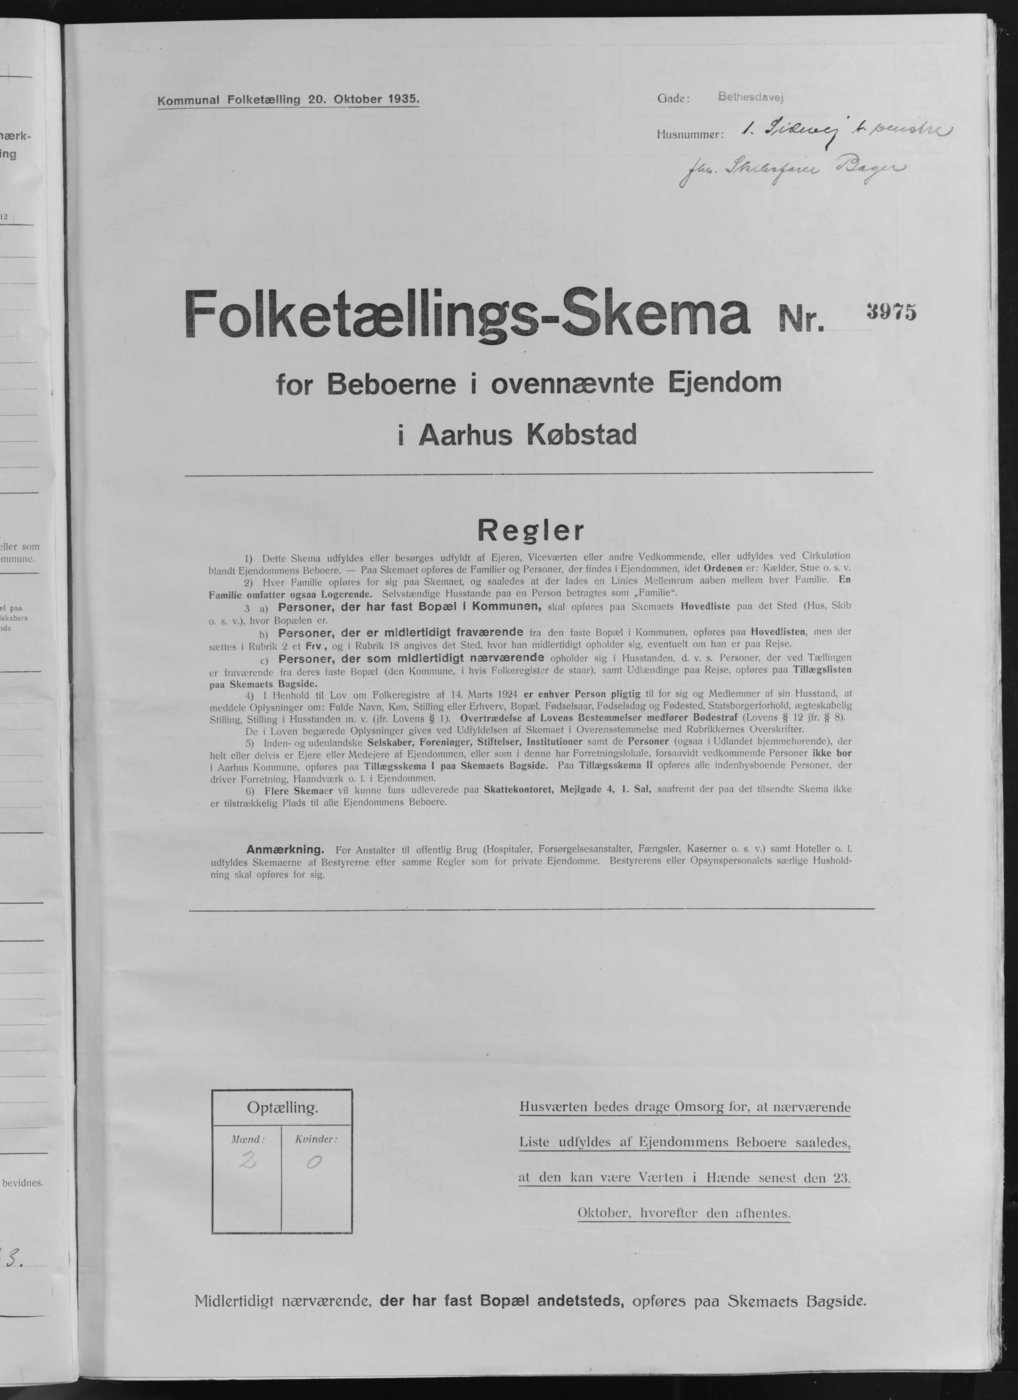 Kommunal Folketælling 20. Oktober 1935.
Gade: Bethesdavej
Husnummer: 1. Sidevej t. venstre
fhv. Skibsfører Bager
Folketællings-Skema Nr. 3975
for Beboerne i ovennævnte Ejendom
i Aarhus Købstad
Regler
1) Dette Skema udfyldes eller besørges udfyldt af Ejeren, Viceværten eller andre Vedkommende, eller udfyldes ved Cirkulation
blandt Ejendommens Beboere. — Paa Skemaet opføres de Familier og Personer, der findes i Ejendommen, idet Ordenen er: Kælder, Stue o. s. v.
2) Hver Familie opføres for sig paa Skemaet, og saaledes at der lades en Linies Mellemrum aaben mellem hver Familie. En
Familie omfatter ogsaa Logerende. Selvstændige Husstande paa en Person betragtes som „Familie“.
3 a) Personer, der har fast Bopæl i Kommunen, skal opføres paa Skemaets Hovedliste paa det Sted (Hus, Skib
o. s. v.), hvor Bopælen er.
b) Personer, der er midlertidigt fraværende fra den faste Bopæl i Kommunen, opføres paa Hovedlisten, men der
sættes i Rubrik 2 et Frv., og i Rubrik 18 angives det Sted, hvor han midlertidigt opholder sig, eventuelt om han er paa Rejse.
c) Personer, der som midlertidigt nærværende opholder sig i Husstanden, d. v. s. Personer, der ved Tællingen
er fraværende fra deres faste Bopæl (den Kommune, i hvis Folkeregister de staar), samt Udlændinge paa Rejse, opføres paa Tillægslisten
paa Skemaets Bagside.
4) I Henhold til Lov om Folkeregistre af 14. Marts 1924 er enhver Person pligtig til for sig og Medlemmer af sin Husstand, at
meddele Oplysninger om: Fulde Navn, Køn, Stilling eller Erhverv, Bopæl, Fødselsaar, Fødselsdag og Fødested, Statsborgerforhold, ægteskabelig
Stilling, Stilling i Husstanden m. v. (jfr. Lovens § 1). Overtrædelse af Lovens Bestemmelser medfører Bødestraf (Lovens § 12 jfr. § 8).
De i Loven begærede Oplysninger gives ved Udfyldelsen af Skemaet i Overensstemmelse med Rubrikkernes Overskrifter.
5) Inden- og udenlandske Selskaber, Foreninger, Stiftelser, Institutioner samt de Personer (ogsaa i Udlandet hjemmehørende), der
helt eller delvis er Ejere eller Medejere af Ejendommen, eller som i denne har Forretningslokale, forsaavidt vedkommende Personer ikke bor
i Aarhus Kommune, opføres paa Tillægsskema I paa Skemaets Bagside. Paa Tillægsskema II opføres alle indenbysboende Personer, der
driver Forretning, Haandværk o. l. i Ejendommen.
6) Flere Skemaer vil kunne faas udleverede paa Skattekontoret, Mejlgade 4, 1. Sal, saafremt der paa det tilsendte Skema ikke
er tilstrækkelig Plads til alle Ejendommens Beboere.
Anmærkning. For Anstalter til offentlig Brug (Hospitaler, Forsørgelsesanstalter, Fængsler, Kaserner o. s. v.) samt Hoteller o. l.
udfyldes Skemaerne af Bestyrerne efter samme Regler som for private Ejendomme. Bestyrerens eller Opsynspersonalets særlige Hushold-
ning skal opføres for sig.
Optælling.
Mænd: Kvinder:
2 0
Husværten bedes drage Omsorg for, at nærværende
Liste udfyldes af Ejendommens Beboere saaledes,
at den kan være Værten i Hænde senest den 23.
Oktober, hvorefter den afhentes.
Midlertidigt nærværende, der har fast Bopæl andetsteds, opføres paa Skemaets Bagside.